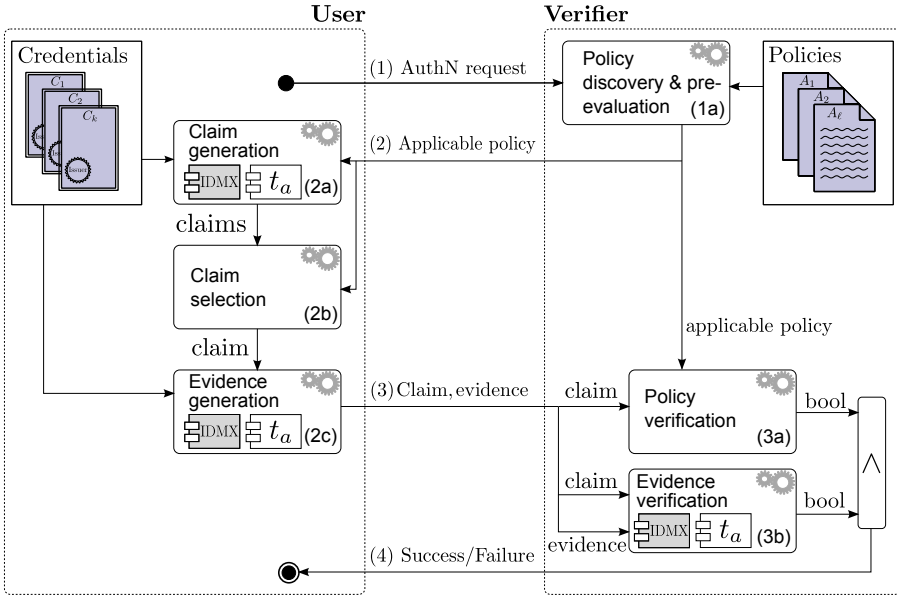 User
Verifier
Credentials
C1
C2
Ck
Issuer
(1) AuthN request
Policy
discovery & pre-
evaluation
(1a)
Policies
A1
A2
Aℓ
Claim
generation
IDMX
ta
(2a)
(2) Applicable policy
claims
Claim
selection
(2b)
applicable policy
claim
Evidence
generation
IDMX
ta
(2c)
(3) Claim, evidence
claim
Policy
verification
(3a)
bool
∧
claim
evidence
Evidence
verification
IDMX
ta
(3b)
bool
(4) Success/Failure